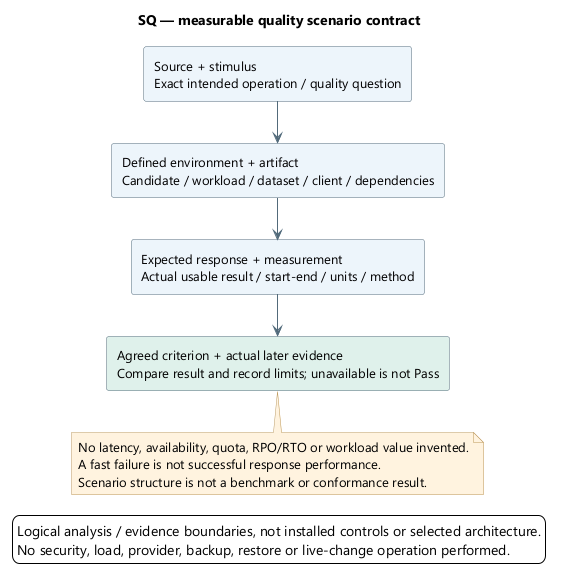 SQ — measurable quality scenario contract
Source + stimulus
Exact intended operation / quality question
Defined environment + artifact
Candidate / workload / dataset / client / dependencies
Expected response + measurement
Actual usable result / start-end / units / method
Agreed criterion + actual later evidence
Compare result and record limits; unavailable is not Pass
No latency, availability, quota, RPO/RTO or workload value invented.
A fast failure is not successful response performance.
Scenario structure is not a benchmark or conformance result.
Logical analysis / evidence boundaries, not installed controls or selected architecture.
No security, load, provider, backup, restore or live-change operation performed.